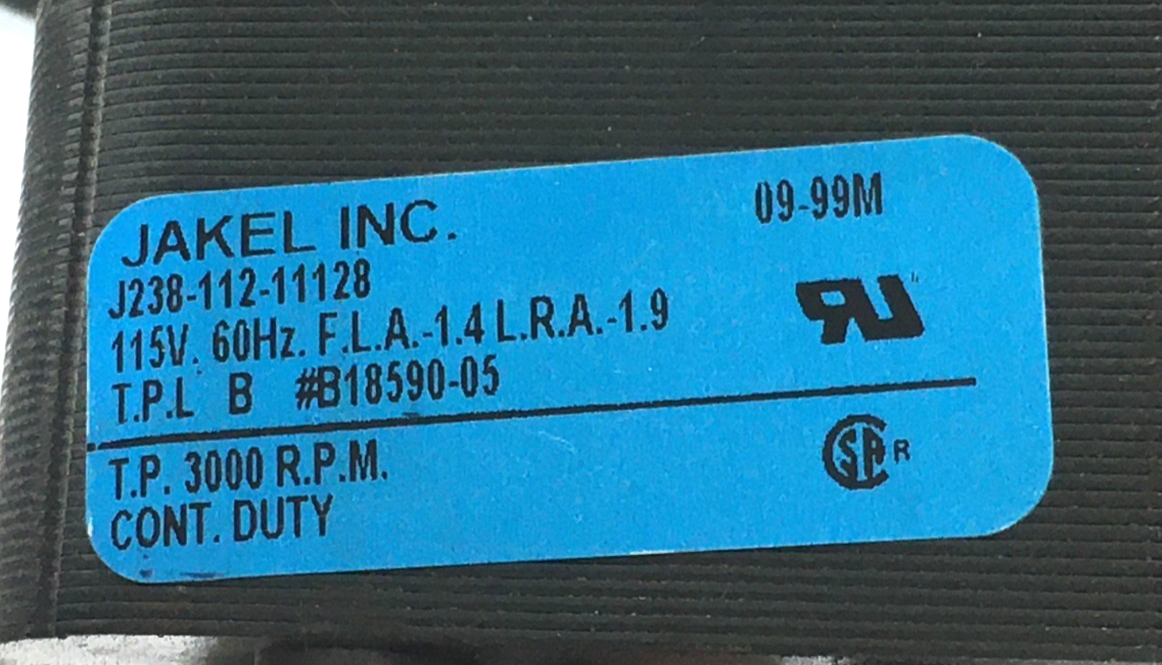 JAKEL INC.
09-99M
J238-112-11128
115V. 60Hz. F.L.A.-1.4 L.R.A.-1.9
T.P.L B #B18590-05
T.P. 3000 R.P.M.
CONT. DUTY